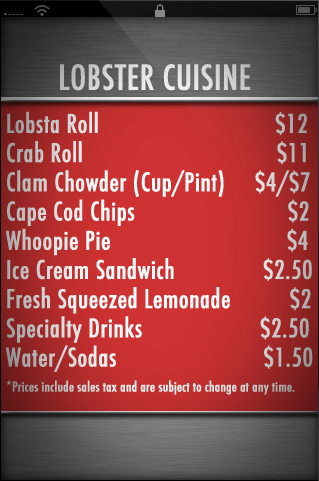 LOBSTER CUISINE
Lobsta Roll $12
Crab Roll $11
Clam Chowder (Cup/Pint) $4/$7
Cape Cod Chips $2
Whoopie Pie $4
Ice Cream Sandwich $2.50
Fresh Squeezed Lemonade $2
Specialty Drinks $2.50
Water/Sodas $1.50
*Prices include sales tax and are subject to change at any time.